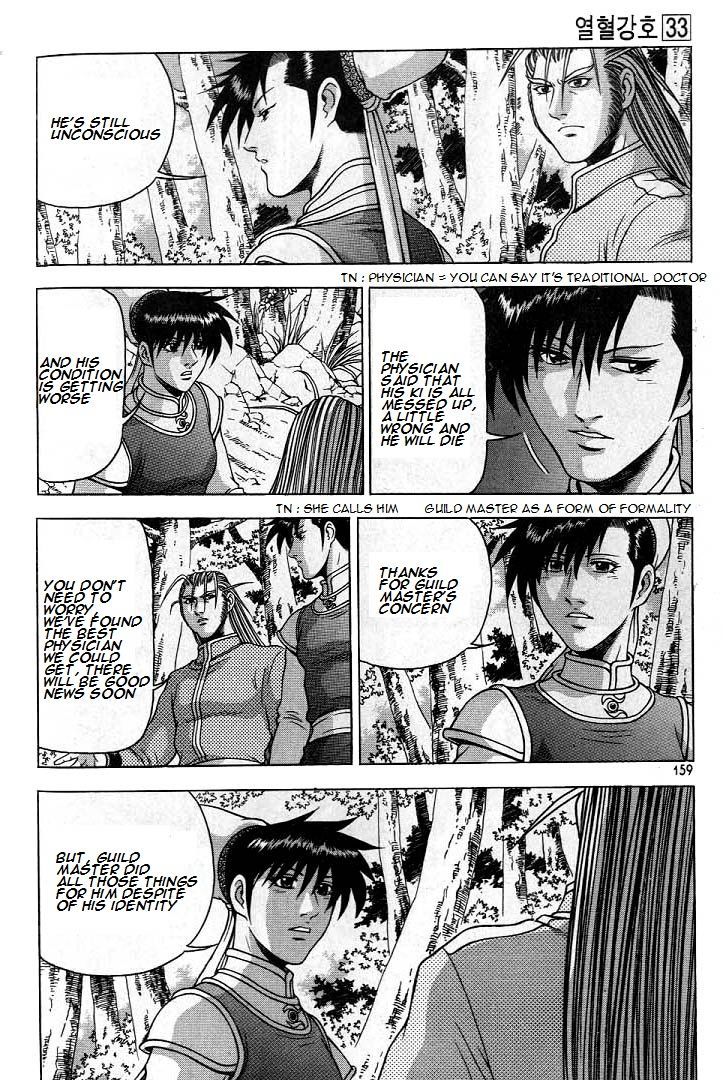 열혈강호 33
HE'S STILL
UNCONSCIOUS
TN : PHYSICIAN = YOU CAN SAY IT'S TRADITIONAL DOCTOR
AND HIS
CONDITION
IS GETTING
WORSE
THE
PHYSICIAN
SAID THAT
HIS KI IS ALL
MESSED UP,
A LITTLE
WRONG AND
HE WILL DIE
TN : SHE CALLS HIM GUILD MASTER AS A FORM OF FORMALITY
YOU DON'T
NEED TO
WORRY,
WE'VE FOUND
THE BEST
PHYSICIAN
WE COULD
GET, THERE
WILL BE GOOD
NEWS SOON
THANKS
FOR GUILD
MASTER'S
CONCERN
159
BUT, GUILD
MASTER DID
ALL THOSE THINGS
FOR HIM DESPITE
OF HIS IDENTITY